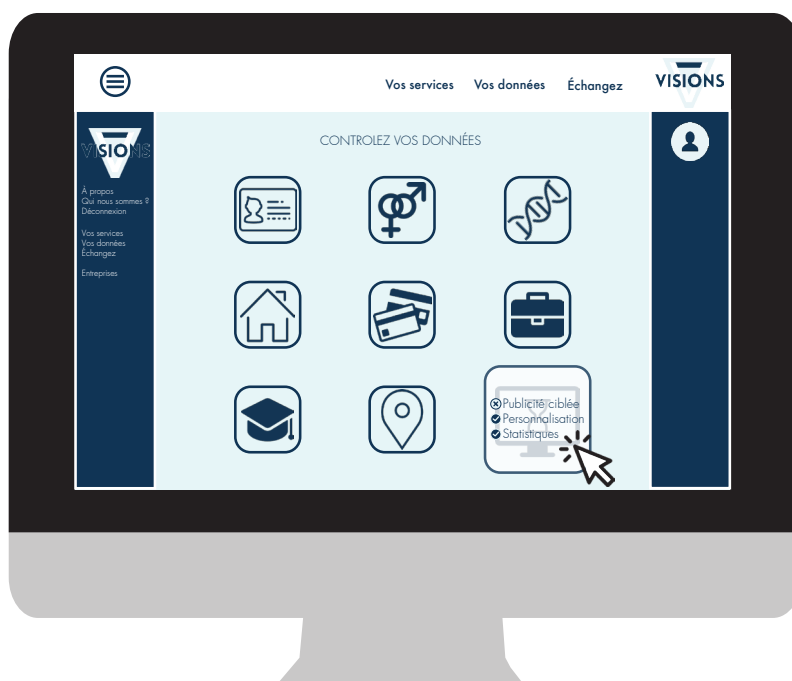 Vos services Vos données Échangez VISIONS
VISIONS
À propos
Qui nous sommes ?
Déconnexion
Vos services
Vos données
Échangez
Entreprises
CONTROLEZ VOS DONNÉES
Publicité ciblée
Personnalisation
Statistiques